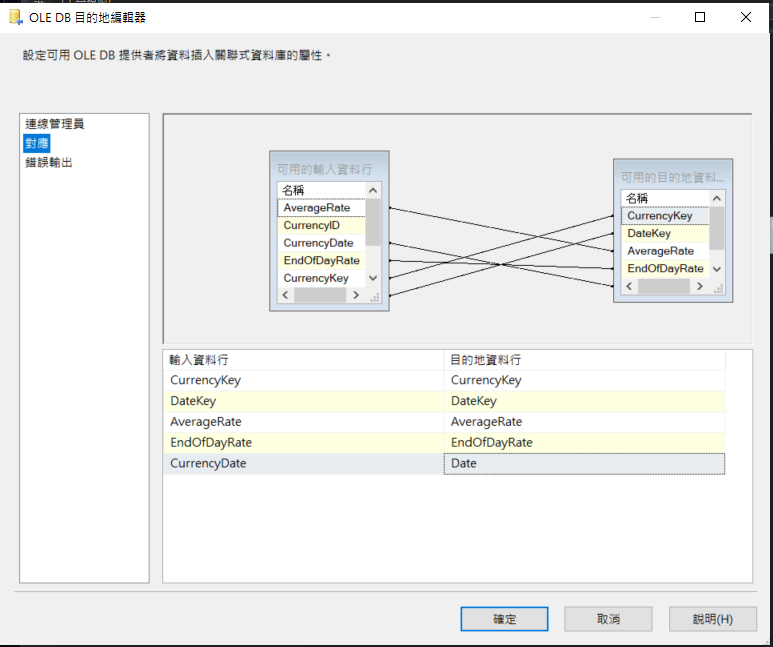 OLE DB 目的地編輯器
設定可用 OLE DB 提供者將資料插入關聯式資料庫的屬性。
連線管理員
對應
錯誤輸出
可用的輸入資料行
名稱
AverageRate
CurrencyID
CurrencyDate
EndOfDayRate
CurrencyKey
可用的目的地資料...
名稱
CurrencyKey
DateKey
AverageRate
EndOfDayRate
輸入資料行 目的地資料行
CurrencyKey CurrencyKey
DateKey DateKey
AverageRate AverageRate
EndOfDayRate EndOfDayRate
CurrencyDate Date
確定 取消 說明(H)